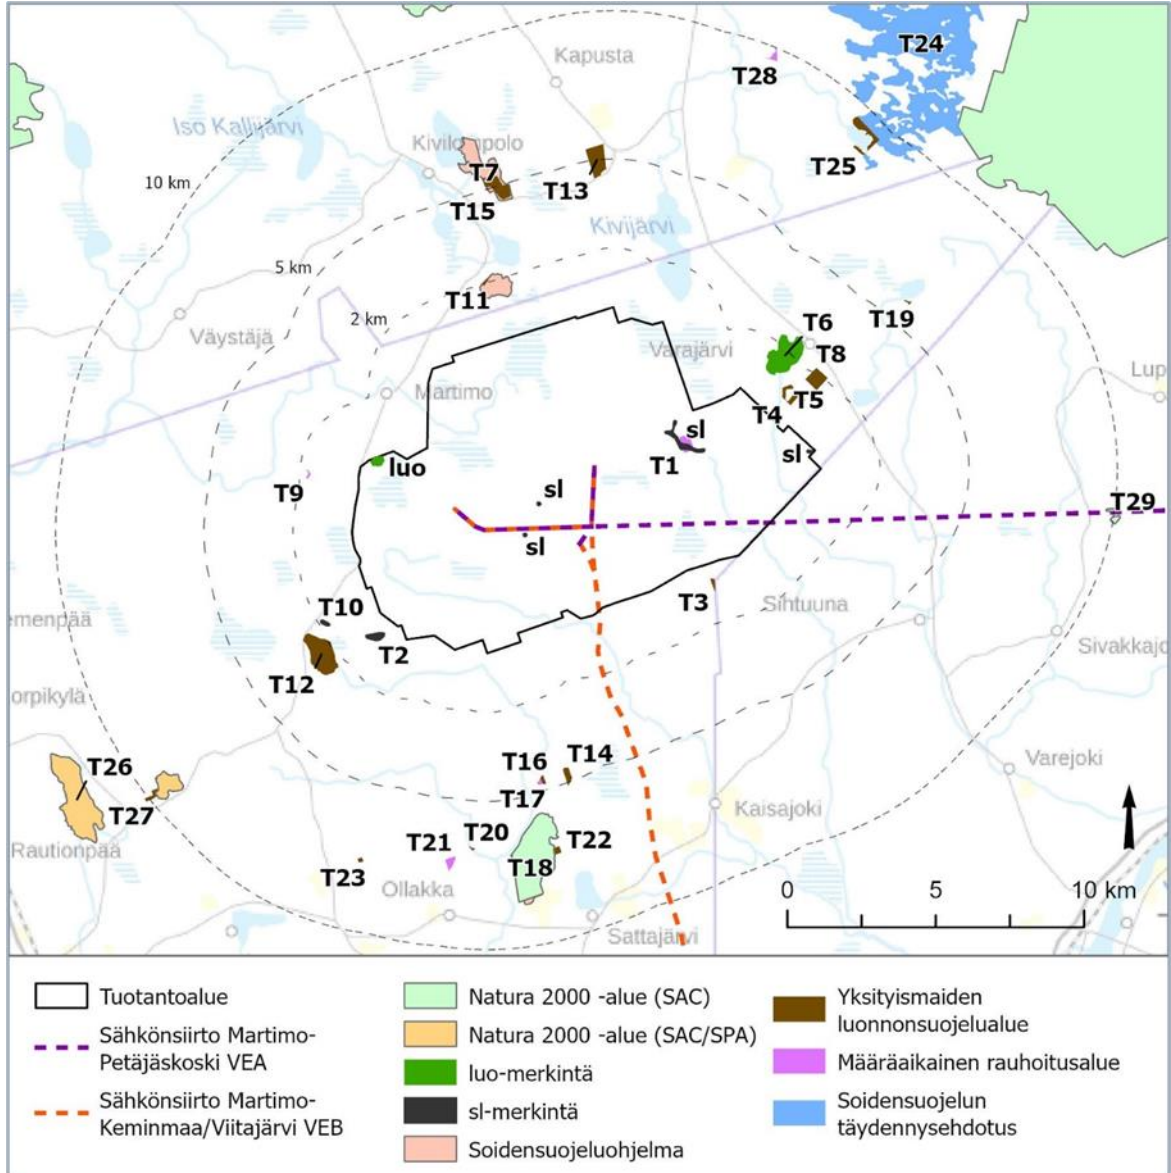 Kapusta
T24
T28
Iso Kallijärvi
Kivilompolo
T7
T25
10 km
T13
T15
Kivijärvi
5 km
T11
2 km
T6
T19
Väystäjä
Varajärvi
T8
Lup
Martimo
T5
T4
sl
luo
T1
sl
T9
sl
T29
sl
T3
Sihtuuna
T10
menpää
T2
Sivakkajo
T12
orpikylä
T26
T16
T14
Varejoki
T27
T17
Kaisajoki
T21
T20
T22
Rautionpää
T18
T23
Ollakka
0 5 10 km
Sattajärvi
Tuotantoalue
Sähkönsiirto Martimo-
Petäjäskoski VEA
Sähkönsiirto Martimo-
Keminmaa/Viitajärvi VEB
Natura 2000 -alue (SAC)
Natura 2000 -alue (SAC/SPA)
luo-merkintä
sl-merkintä
Soidensuojeluohjelma
Yksityismaiden
luonnonsuojelualue
Määräaikainen rauhoitusalue
Soidensuojelun
täydennysehdotus